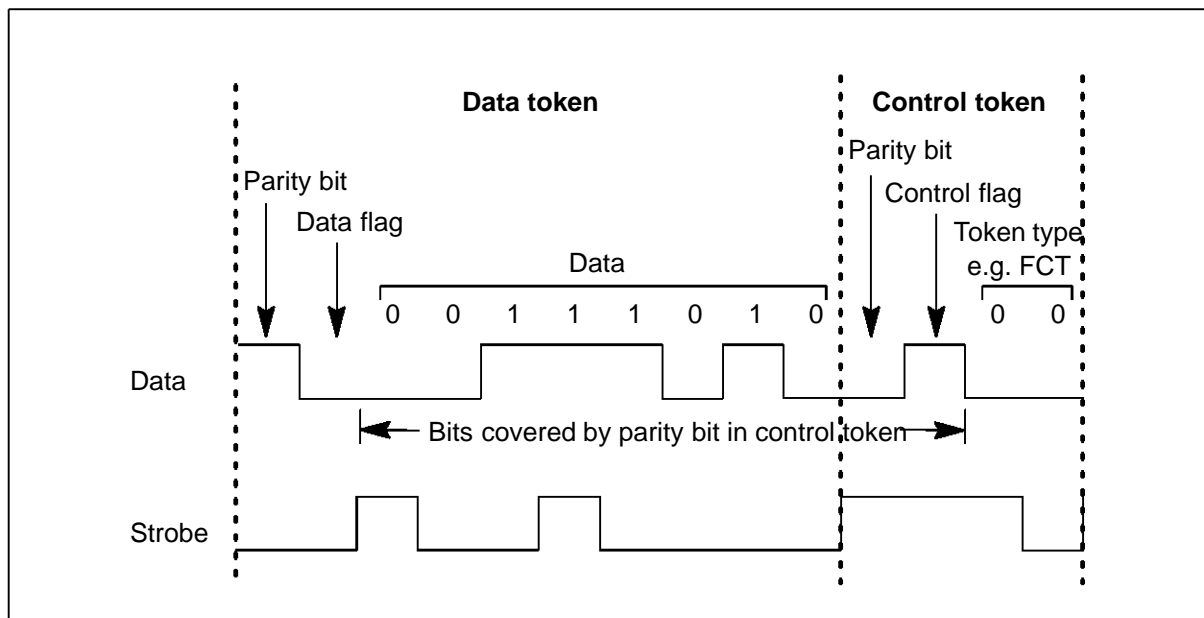 Data token
Control token
Parity bit
Data flag
Data
0 0 1 1 1 0 1 0
Parity bit
Control flag
Token type
e.g. FCT
0 0
Data
Bits covered by parity bit in control token
Strobe